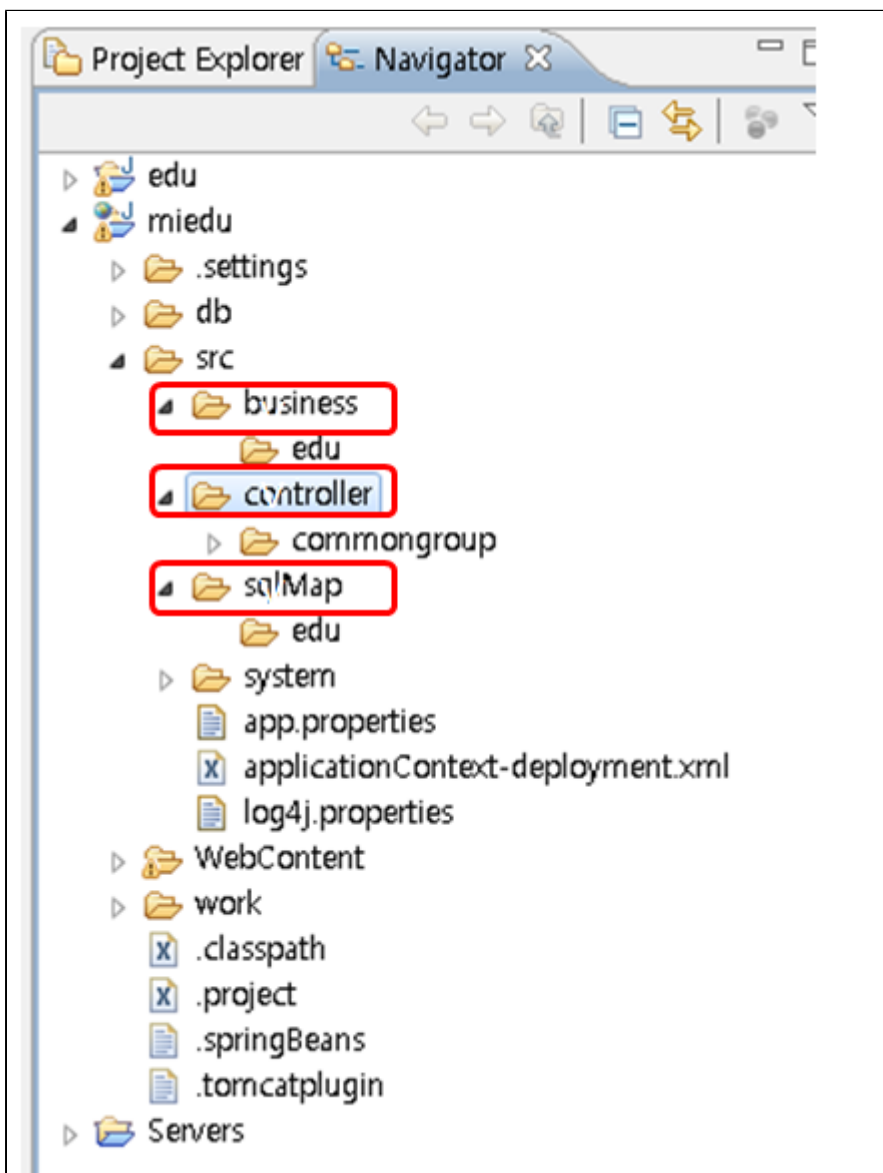 Project Explorer Navigator
edu
miedu
.settings
db
src
business
edu
controller
commongroup
sqlMap
edu
system
app.properties
applicationContext-deployment.xml
log4j.properties
WebContent
work
.classpath
.project
.springBeans
.tomcatplugin
Servers